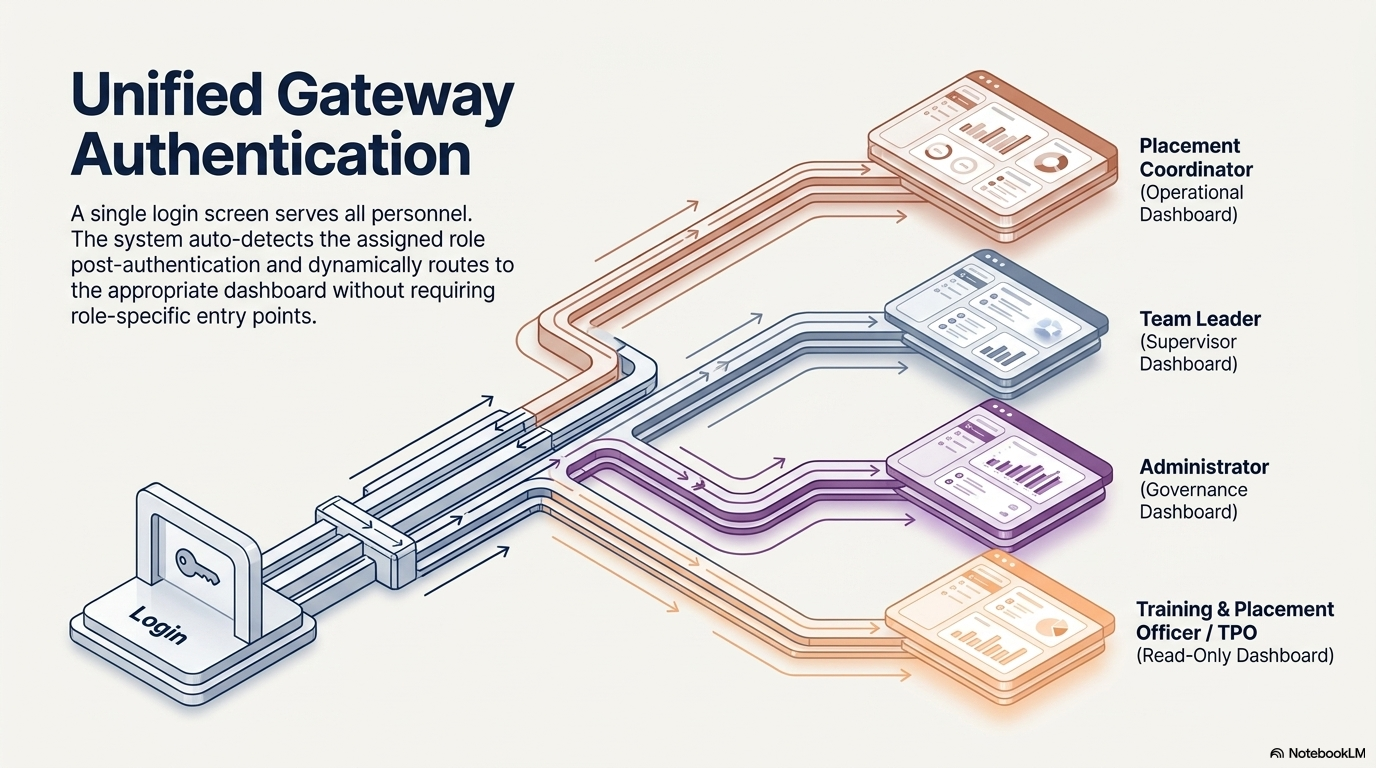 Unified Gateway
Authentication
A single login screen serves all personnel.
The system auto-detects the assigned role
post-authentication and dynamically routes to
the appropriate dashboard without requiring
role-specific entry points.
Login
Placement
Coordinator
(Operational
Dashboard)
Team Leader
(Supervisor
Dashboard)
Administrator
(Governance
Dashboard)
Training & Placement
Officer / TPO
(Read-Only Dashboard)
NotebookLM